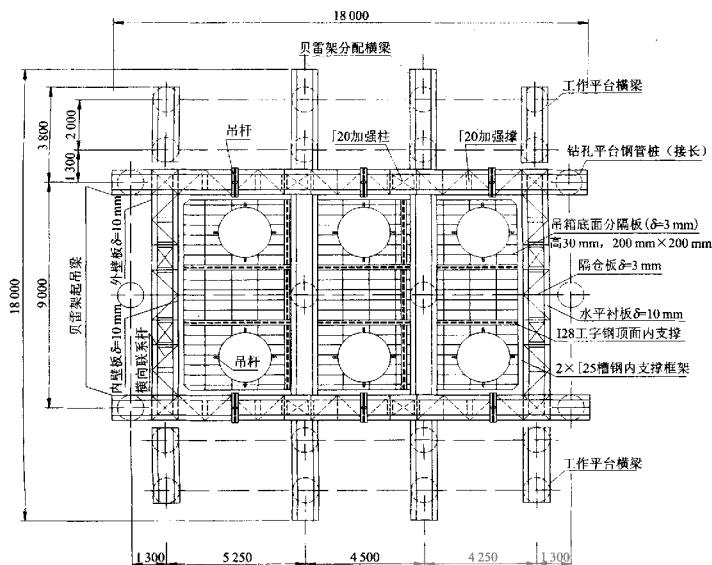 18 000
贝雷架分配横梁
工作平台横梁
吊杆
[20加强柱
[20加强撑
钻孔平台钢管桩（接长）
3 800
2 000
1 300
18 000
9 000
贝雷架起吊梁
外壁板δ=10 mm
内壁板δ=10 mm
横向联系杆
吊箱底面分隔板(δ=3 mm)
高30 mm，200 mm×200 mm
隔仓板δ=3 mm
水平衬板δ=10 mm
I28工字钢顶面内支撑
2×[25槽钢内支撑框架
吊杆
工作平台横梁
1 300
5 250
4 500
4 250
1 300